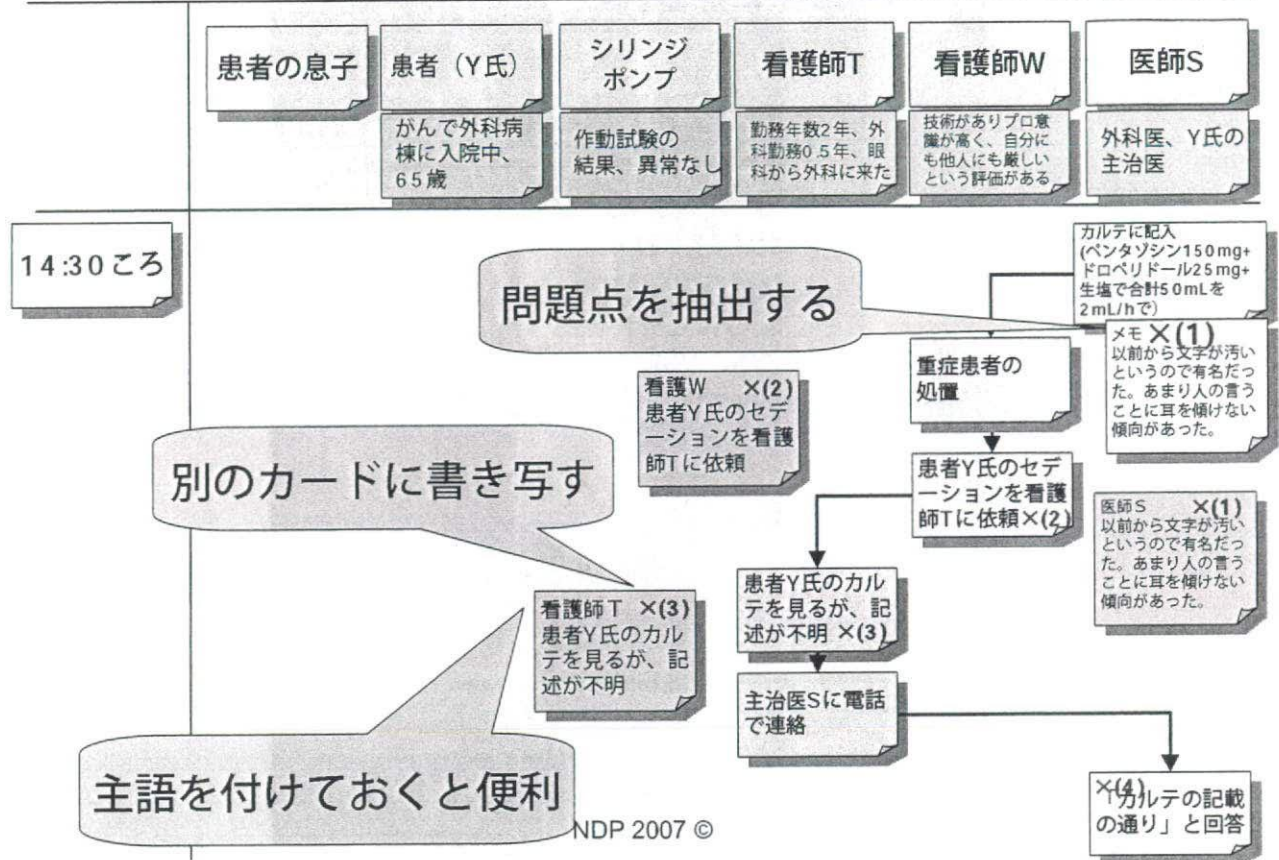 患者の息子
患者（Y氏）
シリンジ
ポンプ
看護師T
看護師W
医師S
がんで外科病
棟に入院中、
65歳
作動試験の
結果、異常なし
勤務年数2年、外
科勤務0.5年、眼
科から外科に来た
技術がありプロ意
識が高く、自分に
も他人にも厳しい
という評価がある
外科医、Y氏の
主治医
14:30ころ
カルテに記入
(ペンタゾシン150mg+
ドロペリドール25mg+
生塩で合計50mLを
2mL/hで)
問題点を抽出する
メモ ×(1)
以前から文字が汚い
というので有名だっ
た。あまり人の言う
ことに耳を傾けない
傾向があった。
重症患者の
処置
看護W ×(2)
患者Y氏のセデ
ーションを看護
師Tに依頼
別のカードに書き写す
患者Y氏のセデ
ーションを看護
師Tに依頼×(2)
医師S ×(1)
以前から文字が汚い
というので有名だっ
た。あまり人の言う
ことに耳を傾けない
傾向があった。
看護師T ×(3)
患者Y氏のカル
テを見るが、記
述が不明
患者Y氏のカル
テを見るが、記
述が不明 ×(3)
主治医Sに電話
で連絡
主語を付けておくと便利
×(4)
「カルテの記載
の通り」と回答
NDP 2007 ©